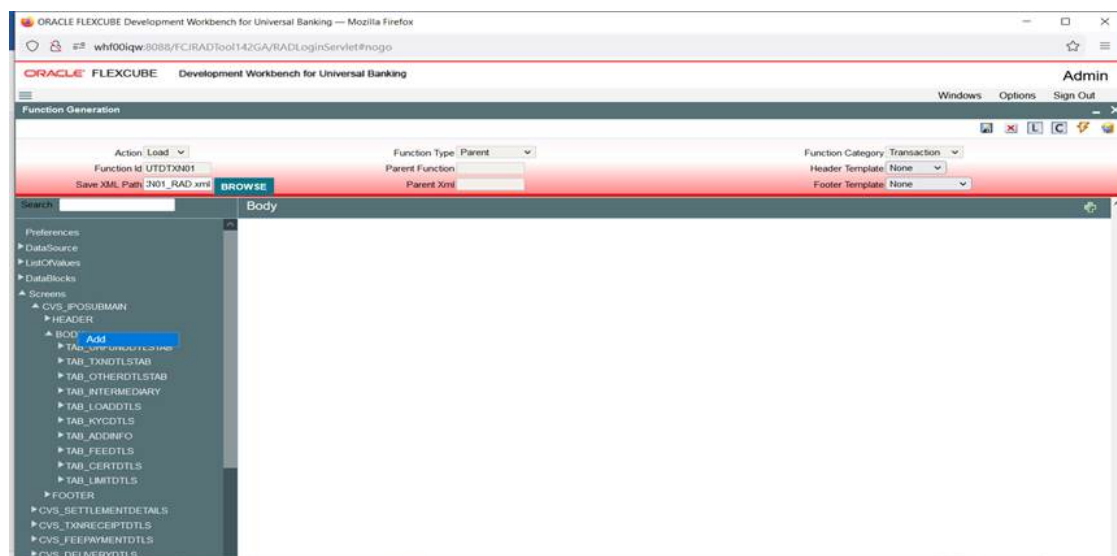 ORACLE FLEXCUBE Development Workbench for Universal Banking — Mozilla Firefox
whf00iqw:8088/FCJRADTool142GA/RADLoginServlet#nogo
ORACLE FLEXCUBE Development Workbench for Universal Banking
Admin
Windows Options Sign Out
Function Generation
L C
Action Load Function Type Parent Function Category Transaction
Function Id UTDTXN01 Parent Function Header Template None
Save XML Path N01_RAD.xml BROWSE Parent Xml Footer Template None
Search Body
Preferences
DataSource
ListOfValues
DataBlocks
Screens
CVS_IPOSUBMAIN
HEADER
BOD
Add
TAB_TXNDTLSTAB
TAB_OTHERDTLSTAB
TAB_INTERMEDIARY
TAB_LOADDTLS
TAB_KYCDTLS
TAB_ADDINFO
TAB_FEEDTLS
TAB_CERTDTLS
TAB_LIMITDTLS
FOOTER
CVS_SETTLEMENTDETAILS
CVS_TXNRECEIPTDTLS
CVS_FEEPAYMENTDTLS
CVS_DELIVERYDTLS